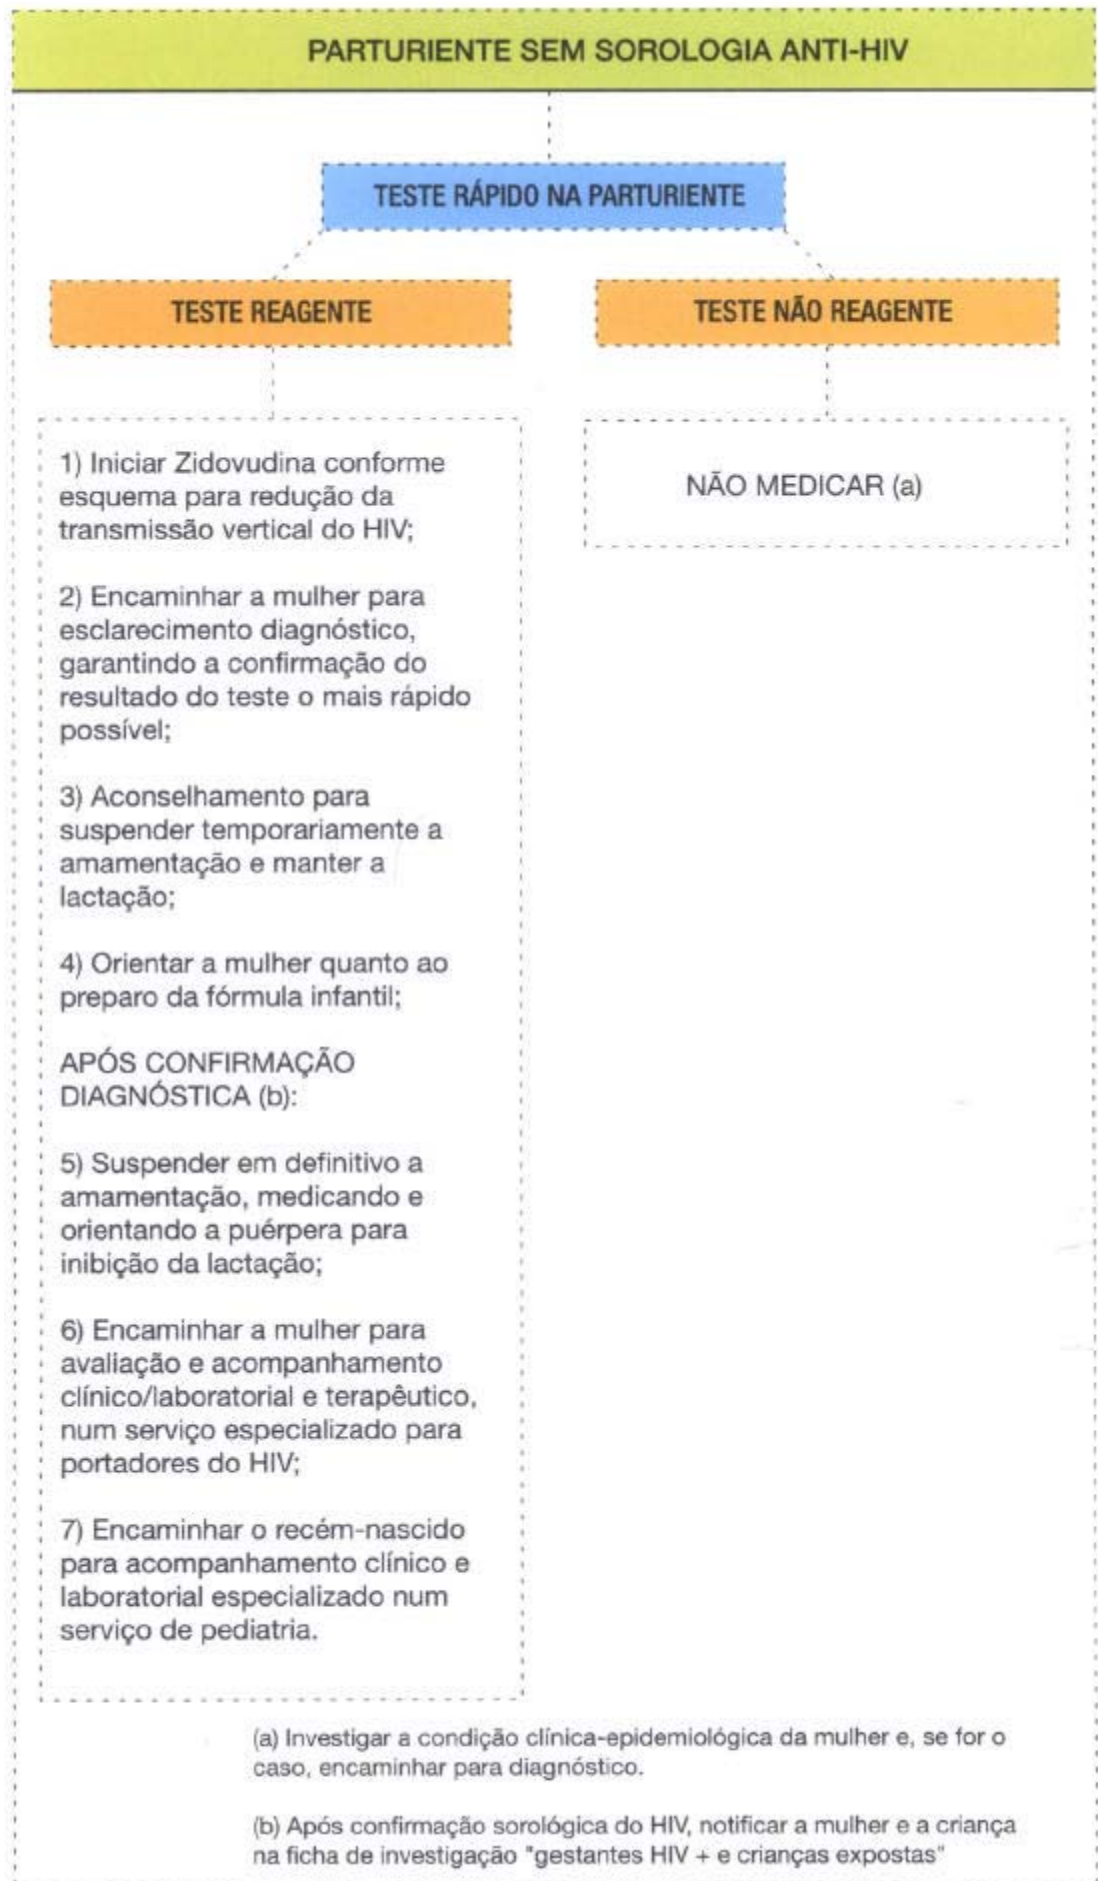 PARTURIENTE SEM SOROLOGIA ANTI-HIV
TESTE RÁPIDO NA PARTURIENTE
TESTE REAGENTE
TESTE NÃO REAGENTE
1) Iniciar Zidovudina conforme
esquema para redução da
transmissão vertical do HIV;
2) Encaminhar a mulher para
esclarecimento diagnóstico,
garantindo a confirmação do
resultado do teste o mais rápido
possível;
3) Aconselhamento para
suspender temporariamente a
amamentação e manter a
lactação;
4) Orientar a mulher quanto ao
preparo da fórmula infantil;
APÓS CONFIRMAÇÃO
DIAGNÓSTICA (b):
5) Suspender em definitivo a
amamentação, medicando e
orientando a puérpera para
inibição da lactação;
6) Encaminhar a mulher para
avaliação e acompanhamento
clínico/laboratorial e terapêutico,
num serviço especializado para
portadores do HIV;
7) Encaminhar o recém-nascido
para acompanhamento clínico e
laboratorial especializado num
serviço de pediatria.
NÃO MEDICAR (a)
(a) Investigar a condição clínica-epidemiológica da mulher e, se for o
caso, encaminhar para diagnóstico.
(b) Após confirmação sorológica do HIV, notificar a mulher e a criança
na ficha de investigação "gestantes HIV + e crianças expostas"